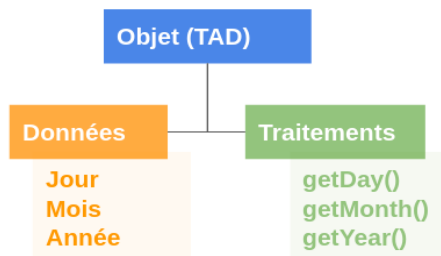 Objet (TAD)
Données
Traitements
Jour
Mois
Année
getDay()
getMonth()
getYear()